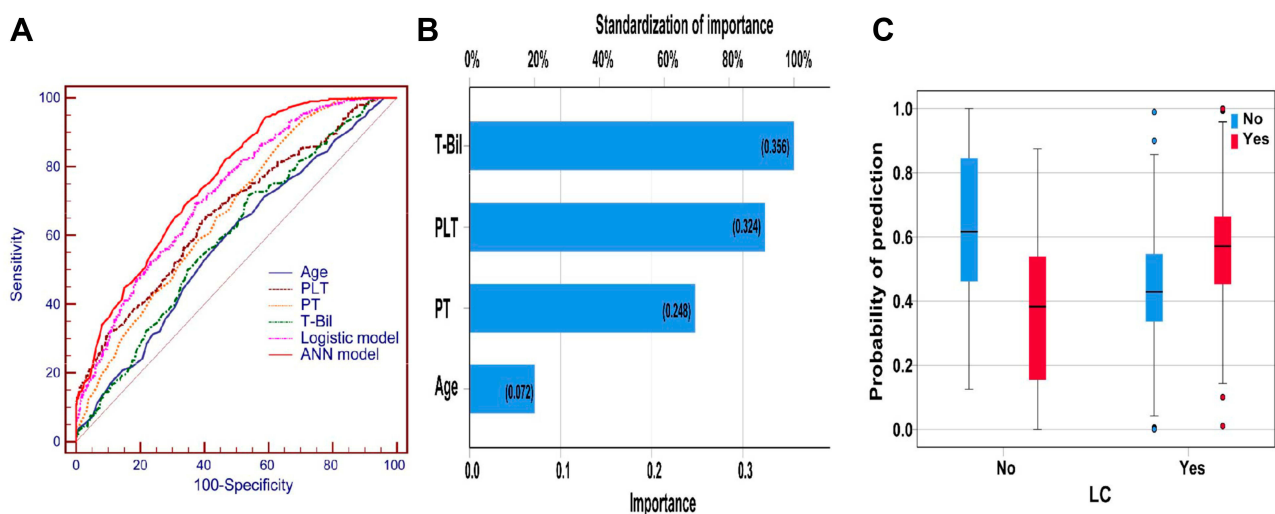 A
100
80
60
40
20
0
Sensitivity
Age
PLT
PT
T-Bil
Logistic model
ANN model
0 20 40 60 80 100
100-Specificity
B
Standardization of importance
0% 20% 40% 60% 80% 100%
T-Bil (0.356)
PLT (0.324)
PT (0.248)
Age (0.072)
0.0 0.1 0.2 0.3
Importance
C
No
Yes
1.0
0.8
0.6
0.4
0.2
0.0
Probability of prediction
No Yes
LC